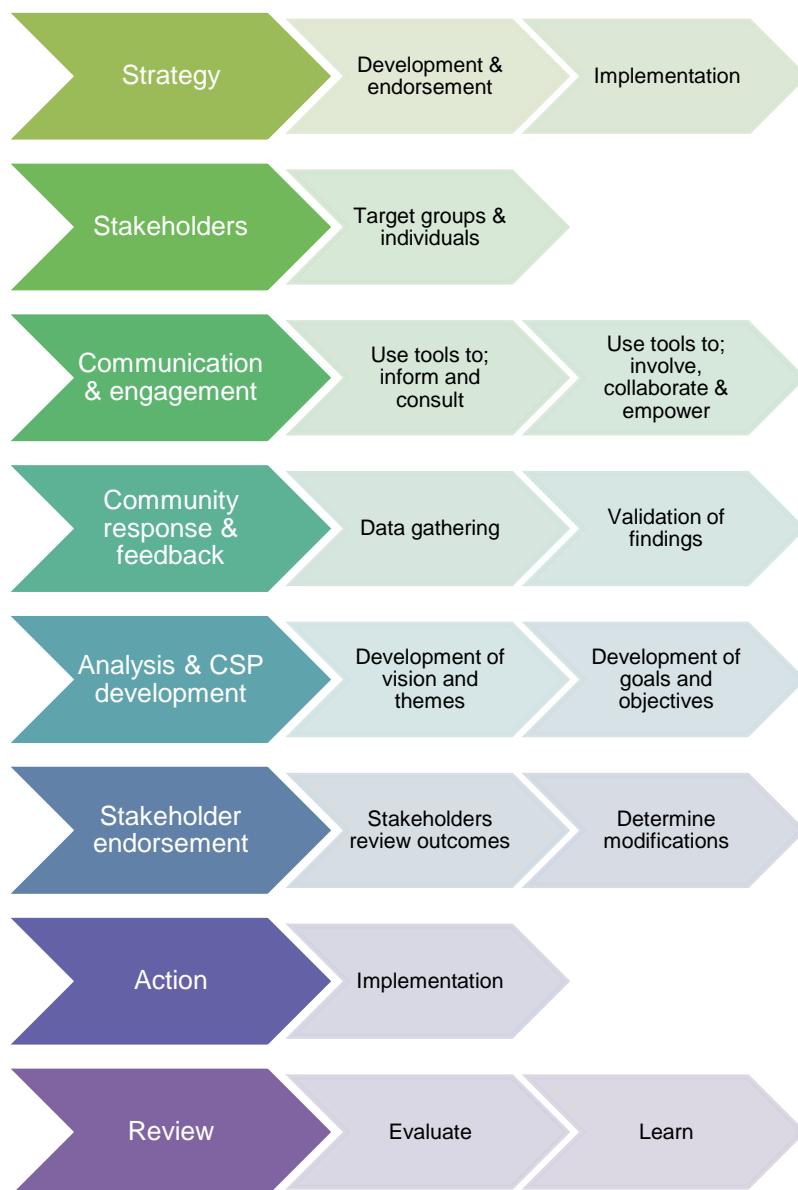 Strategy
Development &
endorsement
Implementation
Stakeholders
Target groups &
individuals
Communication
& engagement
Use tools to;
inform and
consult
Use tools to;
involve,
collaborate &
empower
Community
response &
feedback
Data gathering
Validation of
findings
Analysis & CSP
development
Development of
vision and
themes
Development of
goals and
objectives
Stakeholder
endorsement
Stakeholders
review outcomes
Determine
modifications
Action
Implementation
Review
Evaluate
Learn